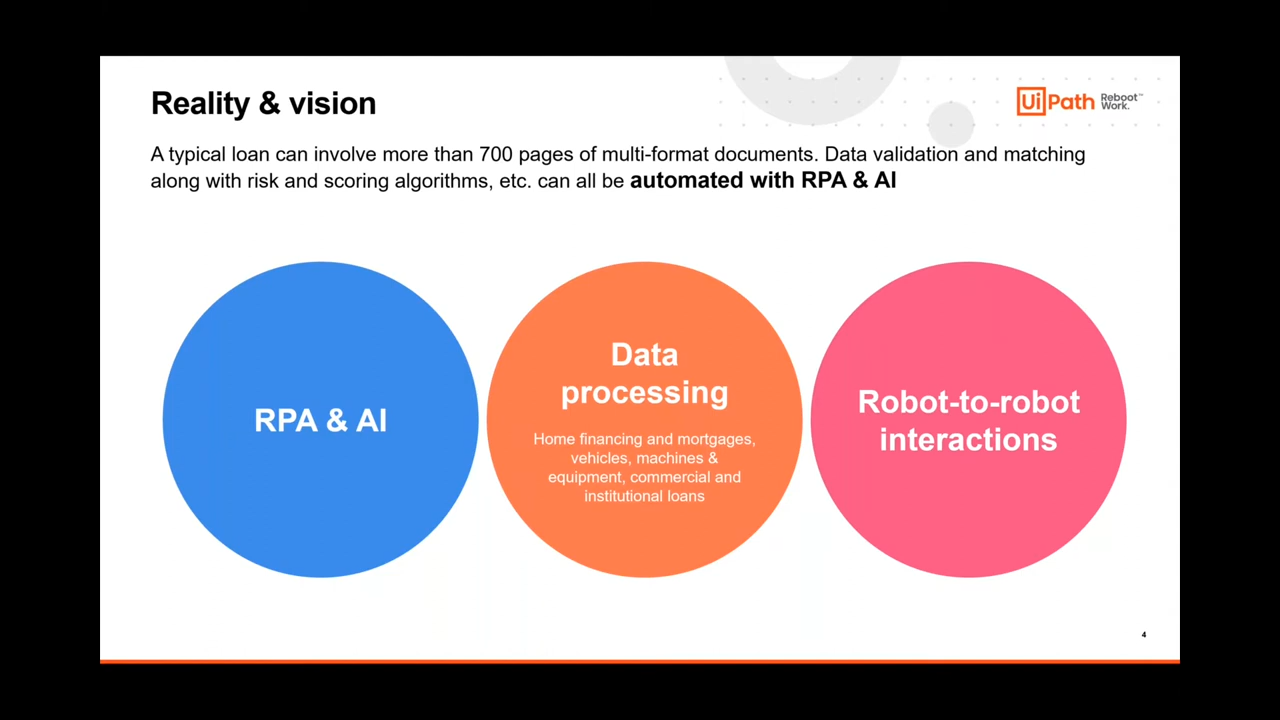 Reality & vision
UiPath Reboot Work.™
A typical loan can involve more than 700 pages of multi-format documents. Data validation and matching
along with risk and scoring algorithms, etc. can all be automated with RPA & AI
RPA & AI
Data
processing
Home financing and mortgages,
vehicles, machines &
equipment, commercial and
institutional loans
Robot-to-robot
interactions
4